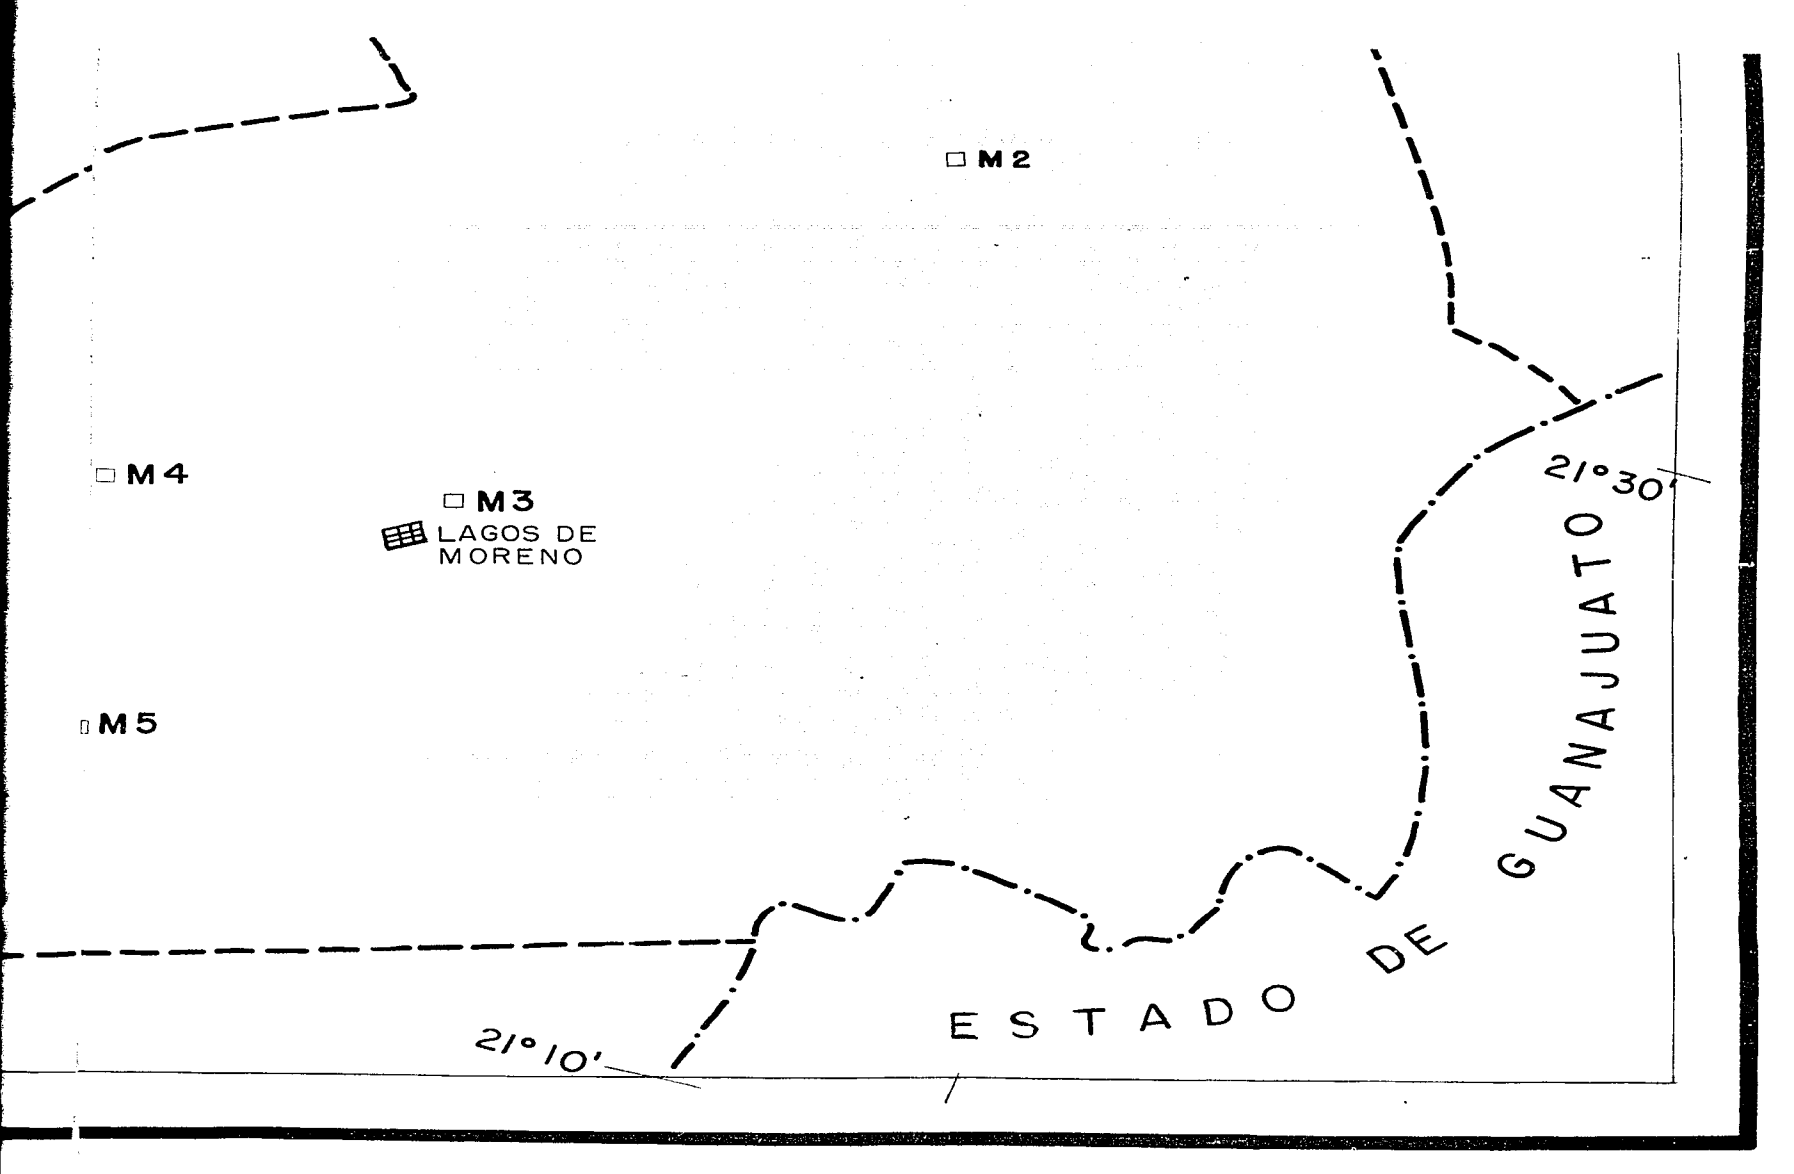 M2
M4
M3
LAGOS DE
MORENO
21°30'
M5
ESTADO DE GUANAJUATO
21°10'